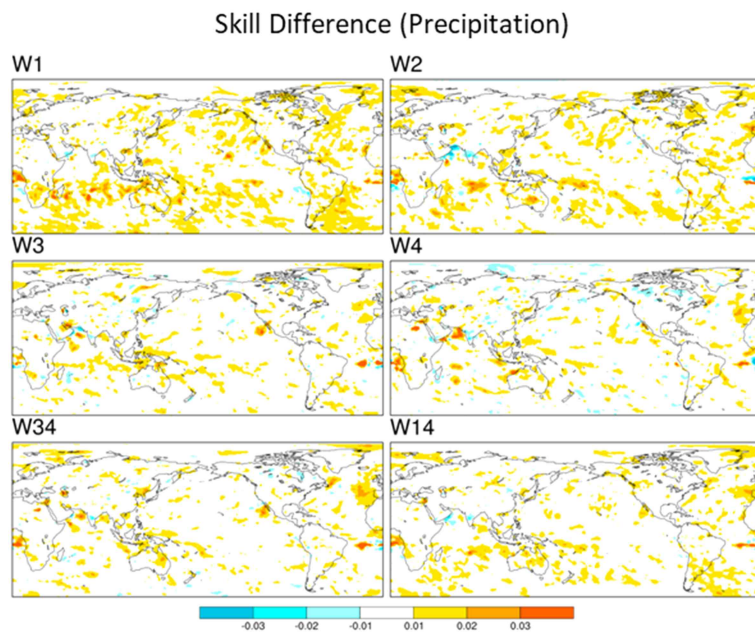 Skill Difference (Precipitation)
W1 W2
W3 W4
W34 W14
-0.03 -0.02 -0.01 0.01 0.02 0.03